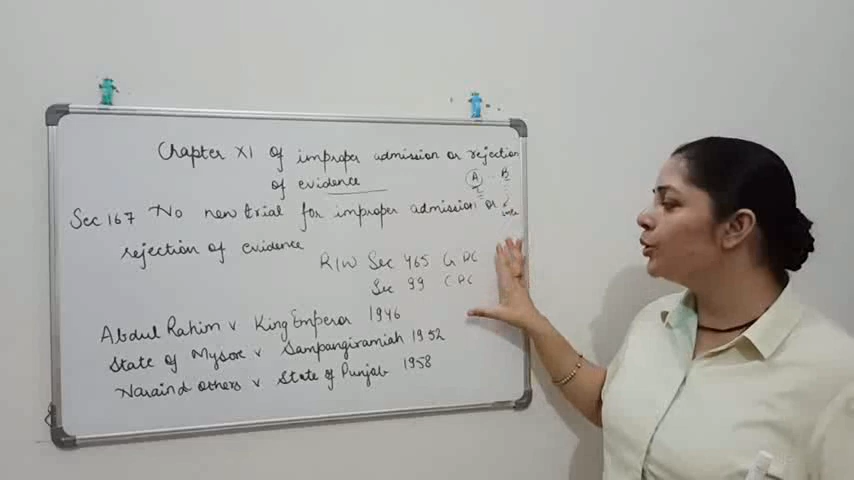 Chapter XI of improper admission or rejection
of evidence
A B
Sec 167 No new trial for improper admission or
rejection of evidence
R/W Sec 465 Cr PC
Sec 99 CPC
Abdul Rahim v King Emperor 1946
State of Mysore v Sampangiramiah 1952
Narain & others v State of Punjab 1958